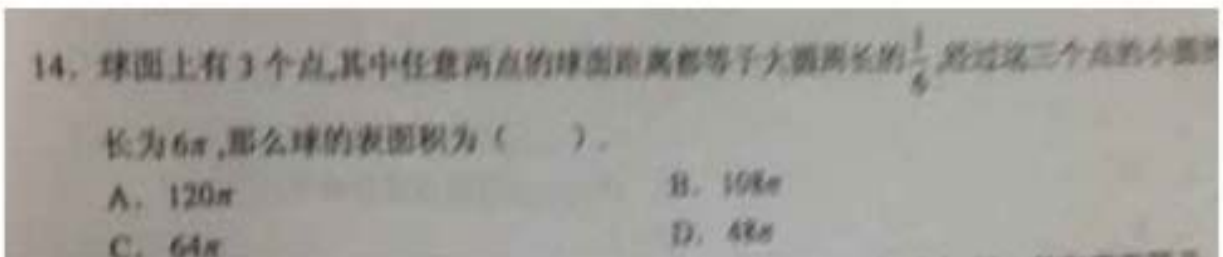 14. 球面上有3个点,其中任意两点的球面距离都等于大圆周长的1/6,经过这三个点的小圆的
长为6π,那么球的表面积为( ).
A. 120π
B. 108π
C. 64π
D. 48π